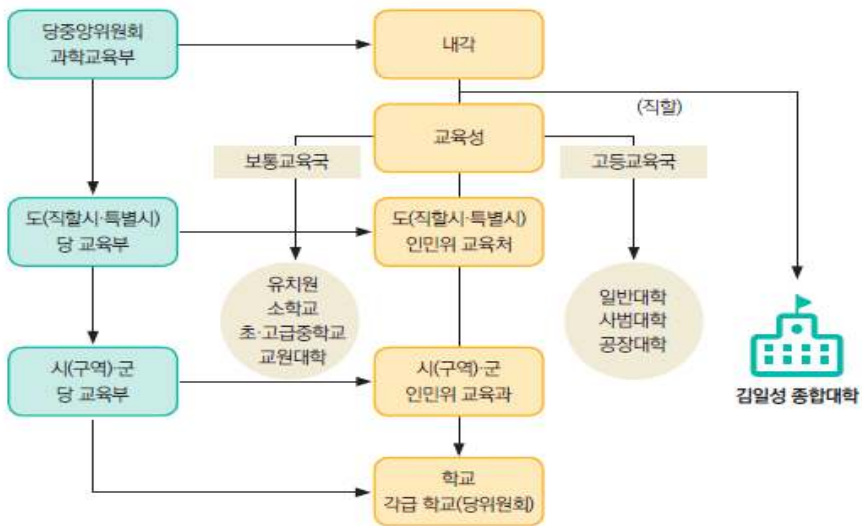 당중앙위원회
과학교육부
내각
(직할)
교육성
보통교육국
고등교육국
도(직할시·특별시)
당 교육부
도(직할시·특별시)
인민위 교육처
유치원
소학교
초·고급중학교
교원대학
일반대학
사범대학
공장대학
시(구역)·군
당 교육부
시(구역)·군
인민위 교육과
김일성 종합대학
학교
각급 학교(당위원회)